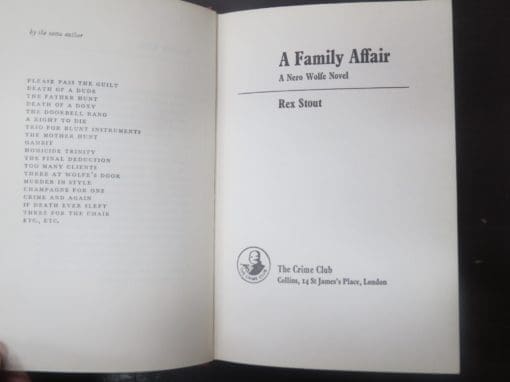 by the same author
PLEASE PASS THE GUILT
DEATH OF A DUDE
THE FATHER HUNT
DEATH OF A DOXY
THE DOORBELL RANG
A RIGHT TO DIE
TRIO FOR BLUNT INSTRUMENTS
THE MOTHER HUNT
GAMBIT
HOMICIDE TRINITY
THE FINAL DEDUCTION
TOO MANY CLIENTS
THREE AT WOLFE'S DOOR
MURDER IN STYLE
CHAMPAGNE FOR ONE
CRIME AND AGAIN
IF DEATH EVER SLEPT
THREE FOR THE CHAIR
ETC., ETC.
A Family Affair
A Nero Wolfe Novel
Rex Stout
THE CRIME CLUB
The Crime Club
Collins, 14 St James's Place, London